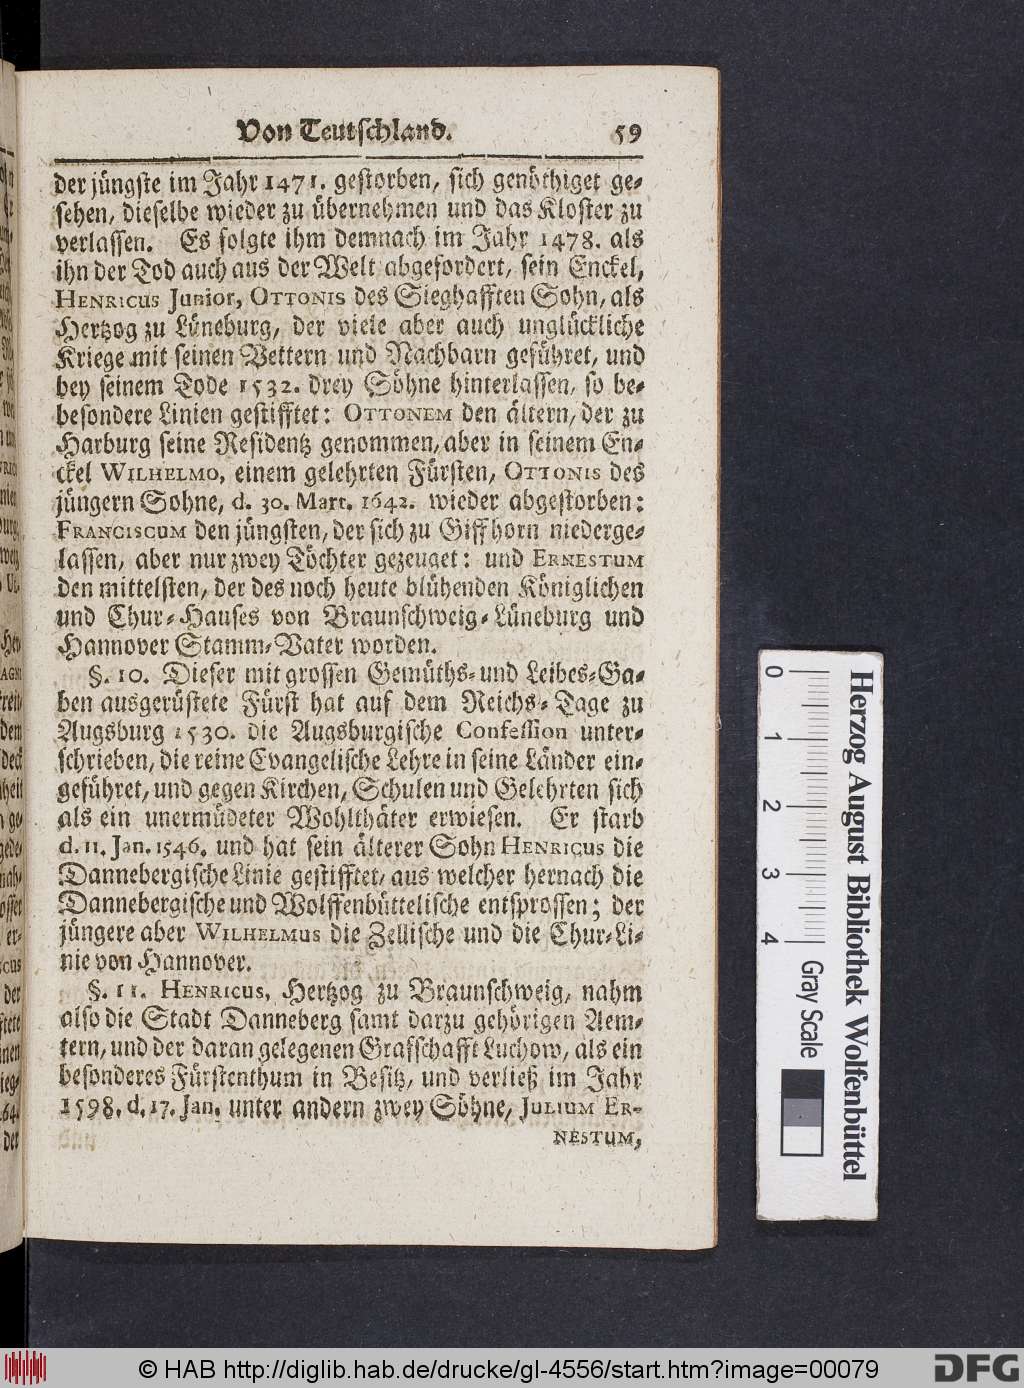 Von Teutschland. 59
der jüngste im Jahr 1471. gestorben, sich genöthiget ge-
sehen, dieselbe wieder zu übernehmen und das Kloster zu
verlassen. Es folgte ihm demnach im Jahr 1478. als
ihn der Tod auch aus der Welt abgefordert, sein Enckel,
HENRICUS Junior, OTTONIS des Sieghafften Sohn, als
Hertzog zu Lüneburg, der viele aber auch unglückliche
Kriege mit seinen Vettern und Nachbarn geführet, und
bey seinem Tode 1532. drey Söhne hinterlassen, so be-
besondere Linien gestifftet: OTTONEM den ältern, der zu
Harburg seine Residentz genommen, aber in seinem En-
ckel WILHELMO, einem gelehrten Fürsten, OTTONIS des
jüngern Sohne, d. 30. Mart. 1642. wieder abgestorben:
FRANCISCUM den jüngsten, der sich zu Giffhorn niederge-
lassen, aber nur zwey Töchter gezeuget: und ERNESTUM
den mittelsten, der des noch heute blühenden Königlichen
und Chur-Hauses von Braunschweig-Lüneburg und
Hannover Stamm-Vater worden.
§. 10. Dieser mit grossen Gemüths- und Leibes-Ga-
ben ausgerüstete Fürst hat auf dem Reichs-Tage zu
Augsburg 1530. die Augsburgische Confession unter-
schrieben, die reine Evangelische Lehre in seine Länder ein-
geführet, und gegen Kirchen, Schulen und Gelehrten sich
als ein unermüdeter Wohlthäter erwiesen. Er starb
d. 11. Jan. 1546. und hat sein älterer Sohn HENRICUS die
Dannebergische Linie gestifftet, aus welcher hernach die
Dannebergische und Wolffenbüttelische entsprossen; der
jüngere aber WILHELMUS die Zellische und die Chur-Li-
nie von Hannover.
§. 11. HENRICUS, Hertzog zu Braunschweig, nahm
also die Stadt Danneberg samt darzu gehörigen Aem-
tern, und der daran gelegenen Grafschafft Luchow, als ein
besonderes Fürstenthum in Besitz, und verließ im Jahr
1598. d. 17. Jan. unter andern zwey Söhne, JULIUM ER-
NESTUM,
0 1 2 3 4
Gray Scale
Herzog August Bibliothek Wolfenbüttel
© HAB http://diglib.hab.de/drucke/gl-4556/start.htm?image=00079
DFG